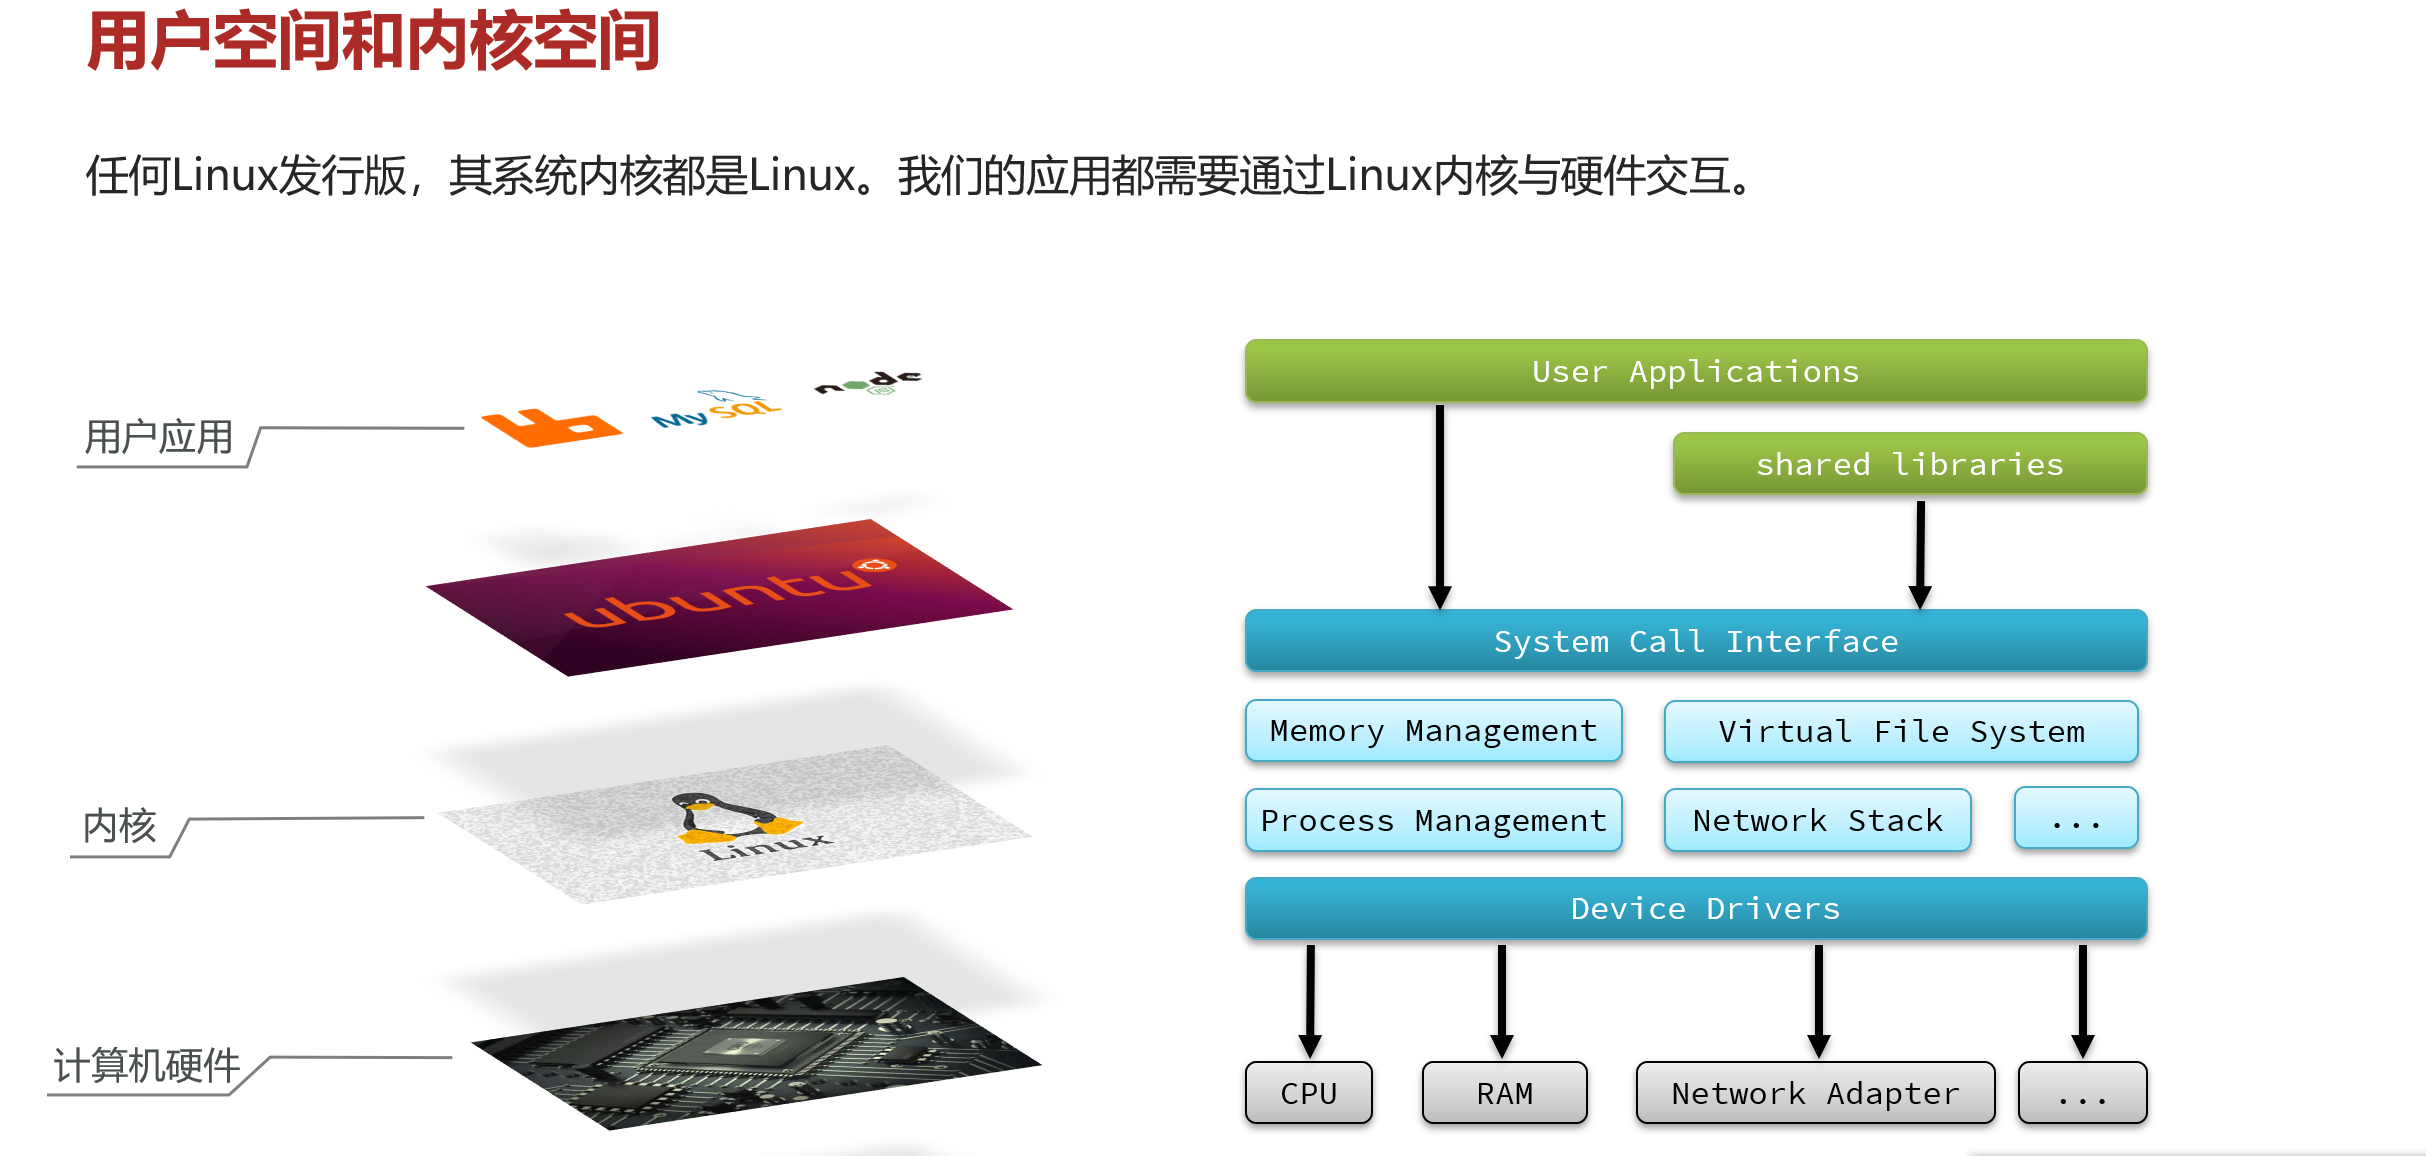 用户空间和内核空间
任何Linux发行版，其系统内核都是Linux。我们的应用都需要通过Linux内核与硬件交互。
用户应用
MySQL
node
JS
ubuntu
内核
Linux
计算机硬件
User Applications
shared libraries
System Call Interface
Memory Management
Virtual File System
Process Management
Network Stack
...
Device Drivers
CPU
RAM
Network Adapter
...